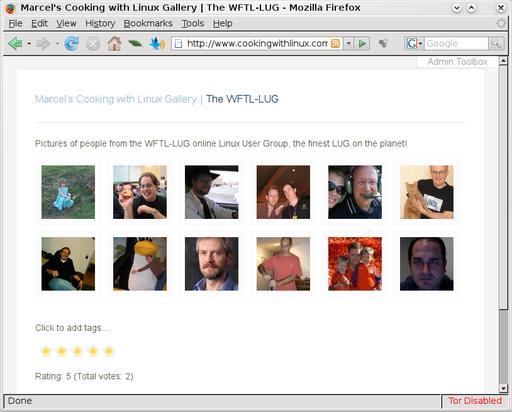 Marcel's Cooking with Linux Gallery | The WFTL-LUG - Mozilla Firefox
File Edit View History Bookmarks Tools Help
http://www.cookingwithlinux.com
Google
Admin Toolbox
Marcel's Cooking with Linux Gallery | The WFTL-LUG
Pictures of people from the WFTL-LUG online Linux User Group, the finest LUG on the planet!
LINUX
Click to add tags...
Rating: 5 (Total votes: 2)
Done
Tor Disabled